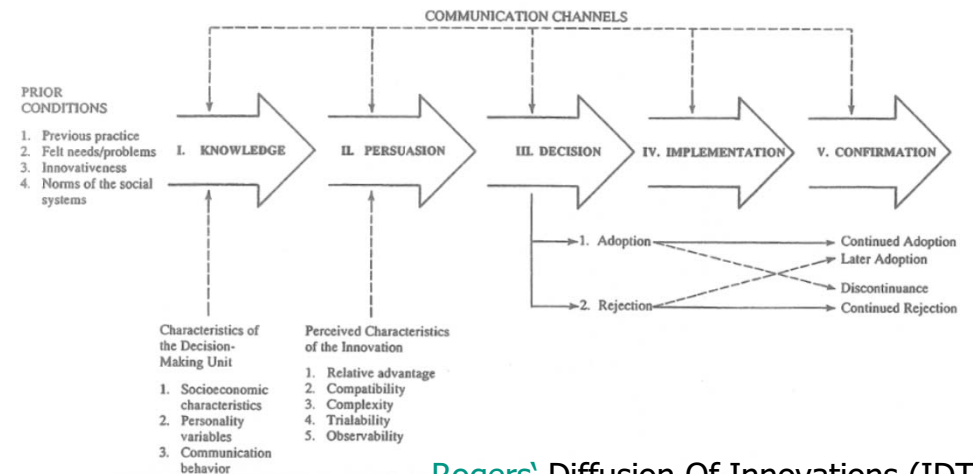 COMMUNICATION CHANNELS
PRIOR
CONDITIONS
1. Previous practice
2. Felt needs/problems
3. Innovativeness
4. Norms of the social
systems
I. KNOWLEDGE
II. PERSUASION
III. DECISION
IV. IMPLEMENTATION
V. CONFIRMATION
1. Adoption
2. Rejection
Continued Adoption
Later Adoption
Discontinuance
Continued Rejection
Characteristics of
the Decision-
Making Unit
1. Socioeconomic
characteristics
2. Personality
variables
3. Communication
behavior
Perceived Characteristics
of the Innovation
1. Relative advantage
2. Compatibility
3. Complexity
4. Trialability
5. Observability
Rogers‘ Diffusion Of Innovations (IDT